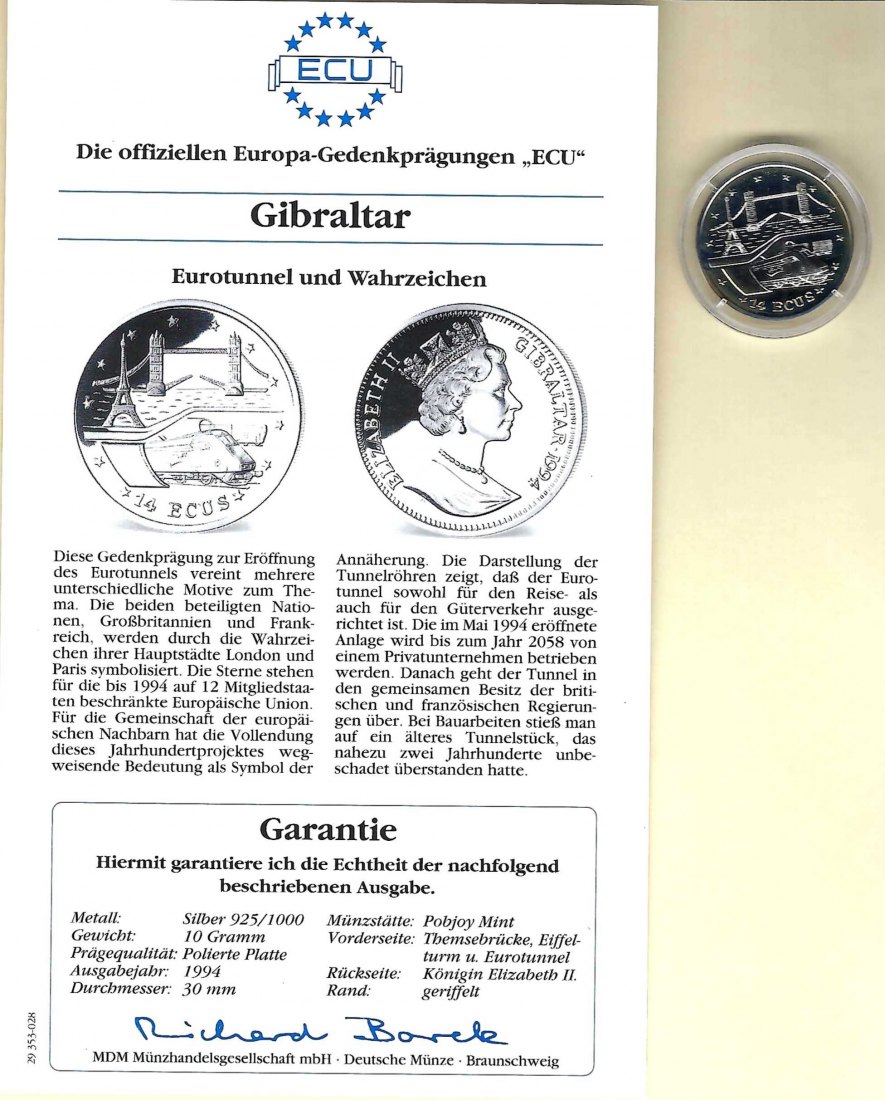 ECU
Die offiziellen Europa-Gedenkprägungen „ECU“
Gibraltar
Eurotunnel und Wahrzeichen
14 ECUS
ELIZABETH II
GIBRALTAR · 1994
Diese Gedenkprägung zur Eröffnung
des Eurotunnels vereint mehrere
unterschiedliche Motive zum The-
ma. Die beiden beteiligten Natio-
nen, Großbritannien und Frank-
reich, werden durch die Wahrzei-
chen ihrer Hauptstädte London und
Paris symbolisiert. Die Sterne stehen
für die bis 1994 auf 12 Mitgliedstaa-
ten beschränkte Europäische Union.
Für die Gemeinschaft der europäi-
schen Nachbarn hat die Vollendung
dieses Jahrhundertprojektes weg-
weisende Bedeutung als Symbol der
Annäherung. Die Darstellung der
Tunnelröhren zeigt, daß der Euro-
tunnel sowohl für den Reise- als
auch für den Güterverkehr ausge-
richtet ist. Die im Mai 1994 eröffnete
Anlage wird bis zum Jahr 2058 von
einem Privatunternehmen betrieben
werden. Danach geht der Tunnel in
den gemeinsamen Besitz der briti-
schen und französischen Regierun-
gen über. Bei Bauarbeiten stieß man
auf ein älteres Tunnelstück, das
nahezu zwei Jahrhunderte unbe-
schadet überstanden hatte.
Garantie
Hiermit garantiere ich die Echtheit der nachfolgend
beschriebenen Ausgabe.
Metall: Silber 925/1000
Gewicht: 10 Gramm
Prägequalität: Polierte Platte
Ausgabejahr: 1994
Durchmesser: 30 mm
Münzstätte: Pobjoy Mint
Vorderseite: Themsebrücke, Eiffel-
turm u. Eurotunnel
Rückseite: Königin Elizabeth II.
Rand: geriffelt
Richard Borek
MDM Münzhandelsgesellschaft mbH · Deutsche Münze · Braunschweig
29 353-028
14 ECUS